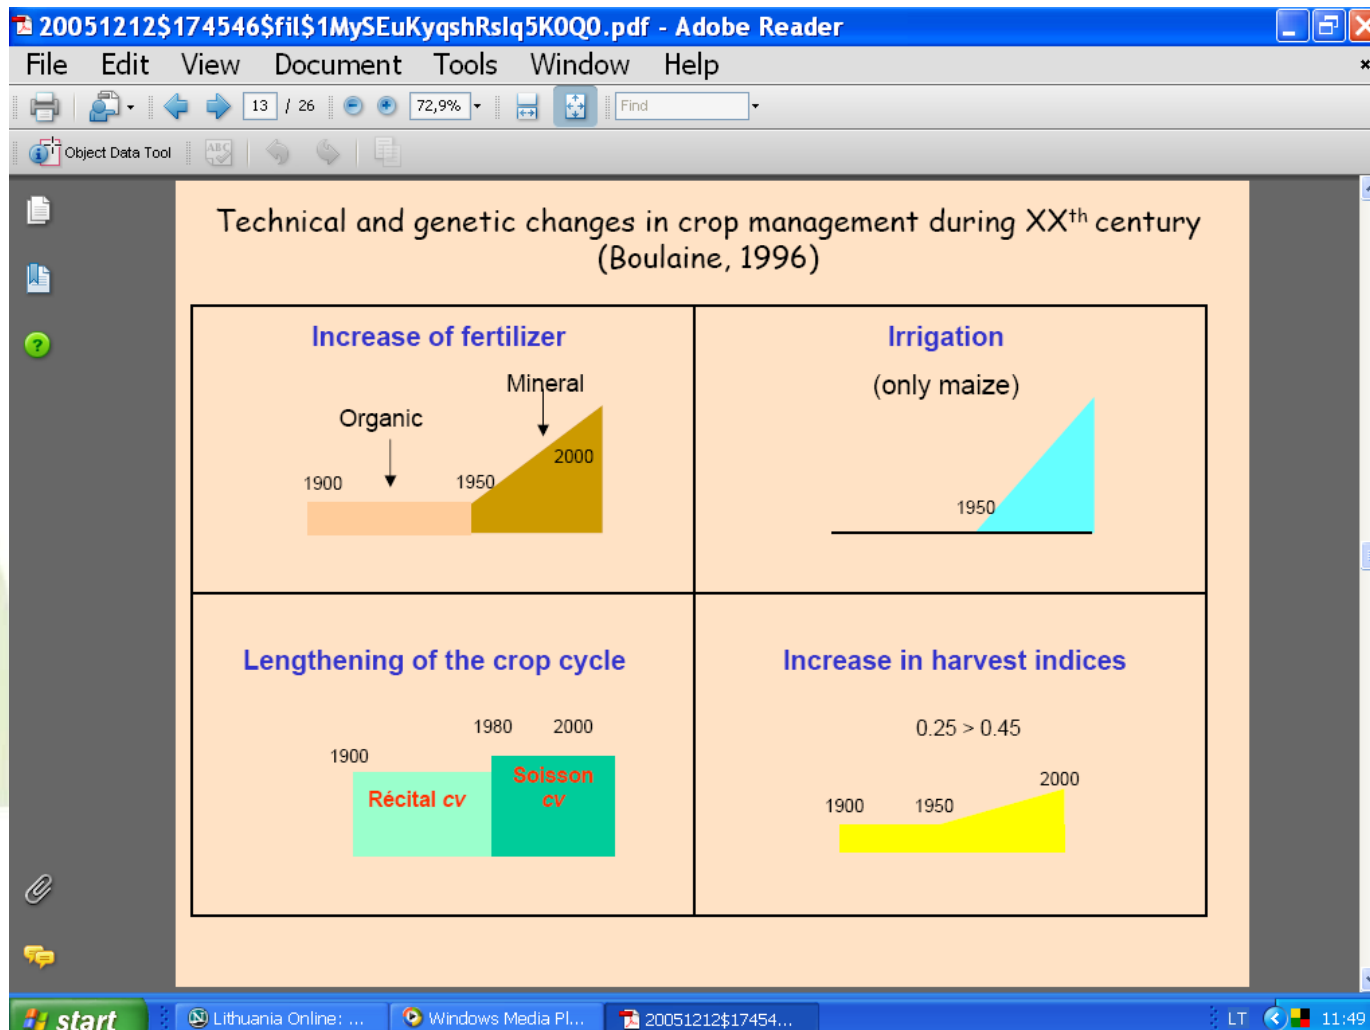 20051212$174546$fil$1MySEuKyqshRsIq5K0Q0.pdf - Adobe Reader
File Edit View Document Tools Window Help
13 / 26 72,9% Find
Object Data Tool ABC
Technical and genetic changes in crop management during XXth century
(Boulaine, 1996)
Increase of fertilizer
Mineral
Organic
2000
1900 1950
Irrigation
(only maize)
1950
Lengthening of the crop cycle
1980 2000
1900
Soisson
Récital cv cv
Increase in harvest indices
0.25 > 0.45
2000
1900 1950
start Lithuania Online: ... Windows Media Pl... 20051212$17454... LT 11:49